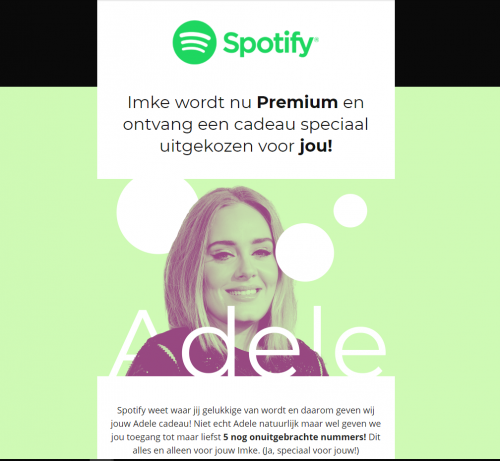 Spotify®
Imke wordt nu Premium en
ontvang een cadeau speciaal
uitgekozen voor jou!
Adele
Spotify weet waar jij gelukkige van wordt en daarom geven wij
jouw Adele cadeau! Niet echt Adele natuurlijk maar wel geven we
jou toegang tot maar liefst 5 nog onuitgebrachte nummers! Dit
alles en alleen voor jouw Imke. (Ja, speciaal voor jouw!)